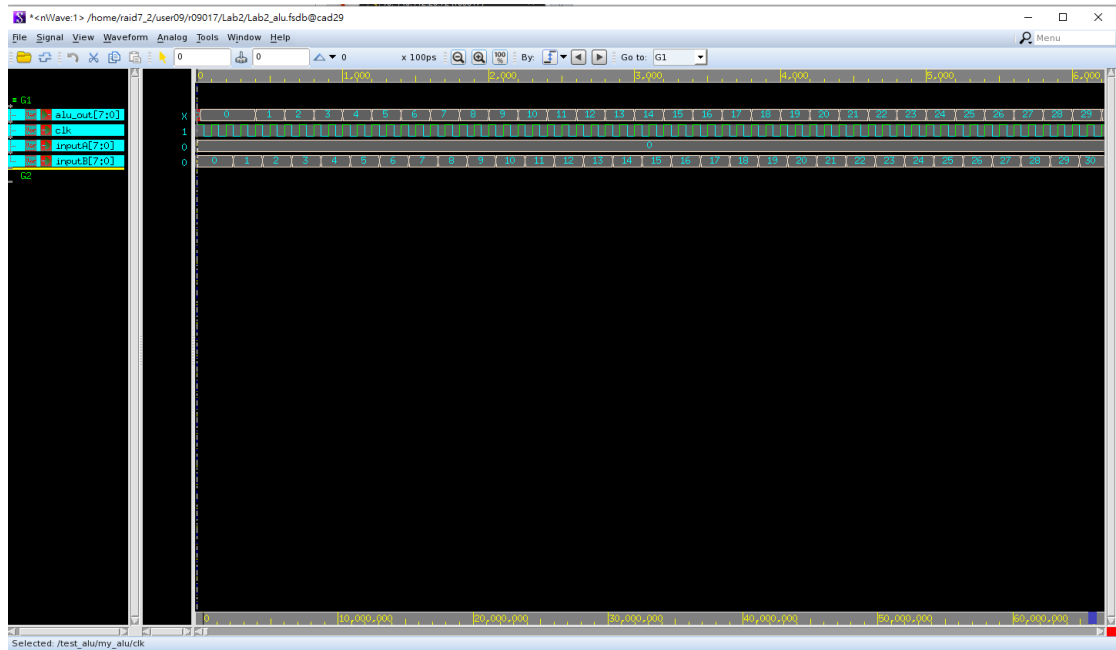 *<nWave:1> /home/raid7_2/user09/r09017/Lab2/Lab2_alu.fsdb@cad29
File Signal View Waveform Analog Tools Window Help Menu
0 0 0 x 100ps 100 % By: Go to: G1
0 1,000 2,000 3,000 4,000 5,000 6,000
G1
alu_out[7:0] X 0 1 2 3 4 5 6 7 8 9 10 11 12 13 14 15 16 17 18 19 20 21 22 23 24 25 26 27 28 29
clk 1
inputA[7:0] 0 0
inputB[7:0] 0 0 1 2 3 4 5 6 7 8 9 10 11 12 13 14 15 16 17 18 19 20 21 22 23 24 25 26 27 28 29 30
G2
0 10,000,000 20,000,000 30,000,000 40,000,000 50,000,000 60,000,000
Selected: /test_alu/my_alu/clk